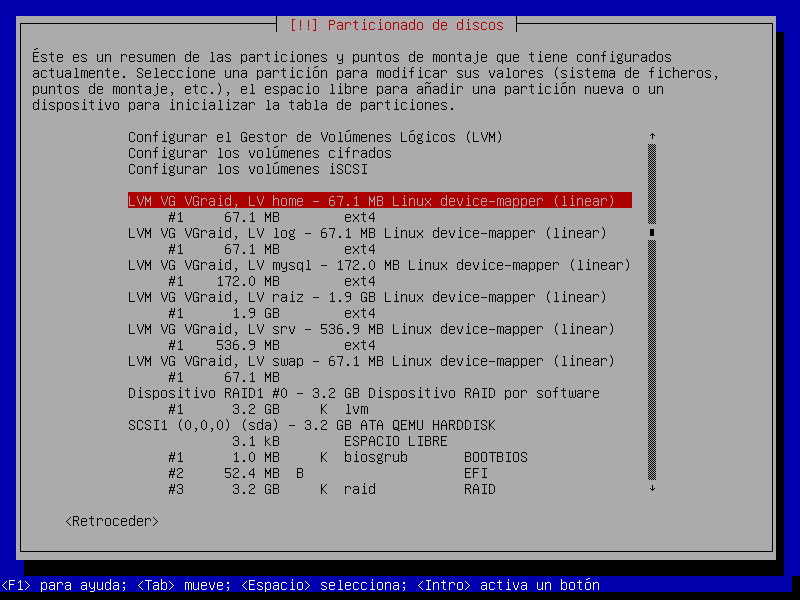 [!!] Particionado de discos
Éste es un resumen de las particiones y puntos de montaje que tiene configurados
actualmente. Seleccione una partición para modificar sus valores (sistema de ficheros,
puntos de montaje, etc.), el espacio libre para añadir una partición nueva o un
dispositivo para inicializar la tabla de particiones.
Configurar el Gestor de Volúmenes Lógicos (LVM)
Configurar los volúmenes cifrados
Configurar los volúmenes iSCSI
LVM VG VGraid, LV home – 67.1 MB Linux device–mapper (linear)
#1 67.1 MB ext4
LVM VG VGraid, LV log – 67.1 MB Linux device–mapper (linear)
#1 67.1 MB ext4
LVM VG VGraid, LV mysql – 172.0 MB Linux device–mapper (linear)
#1 172.0 MB ext4
LVM VG VGraid, LV raiz – 1.9 GB Linux device–mapper (linear)
#1 1.9 GB ext4
LVM VG VGraid, LV srv – 536.9 MB Linux device–mapper (linear)
#1 536.9 MB ext4
LVM VG VGraid, LV swap – 67.1 MB Linux device–mapper (linear)
#1 67.1 MB
Dispositivo RAID1 #0 – 3.2 GB Dispositivo RAID por software
#1 3.2 GB K lvm
SCSI1 (0,0,0) (sda) – 3.2 GB ATA QEMU HARDDISK
3.1 kB ESPACIO LIBRE
#1 1.0 MB K biosgrub BOOTBIOS
#2 52.4 MB B EFI
#3 3.2 GB K raid RAID
<Retroceder>
<F1> para ayuda; <Tab> mueve; <Espacio> selecciona; <Intro> activa un botón